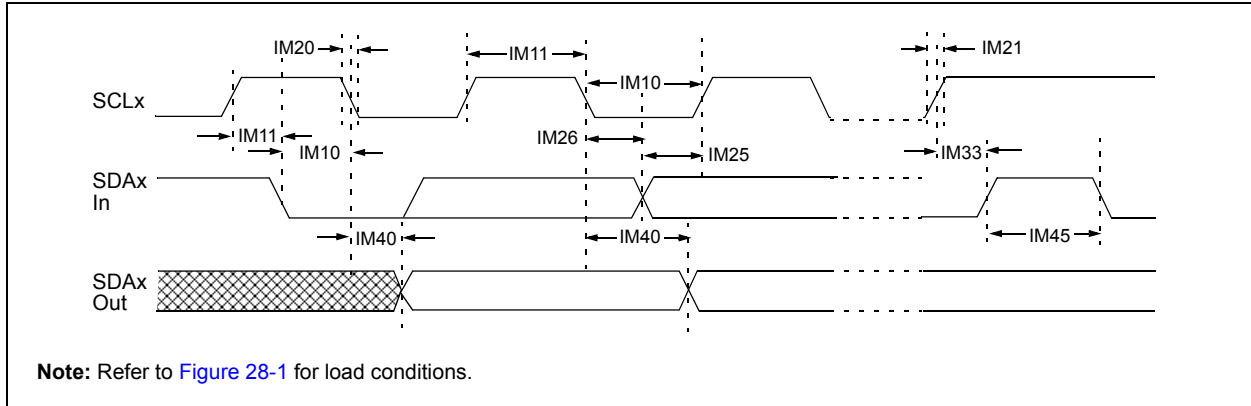 IM20
IM11
IM21
IM10
SCLx
IM11
IM26
IM10
IM25
IM33
SDAx
In
IM40
IM40
IM45
SDAx
Out
Note: Refer to Figure 28-1 for load conditions.